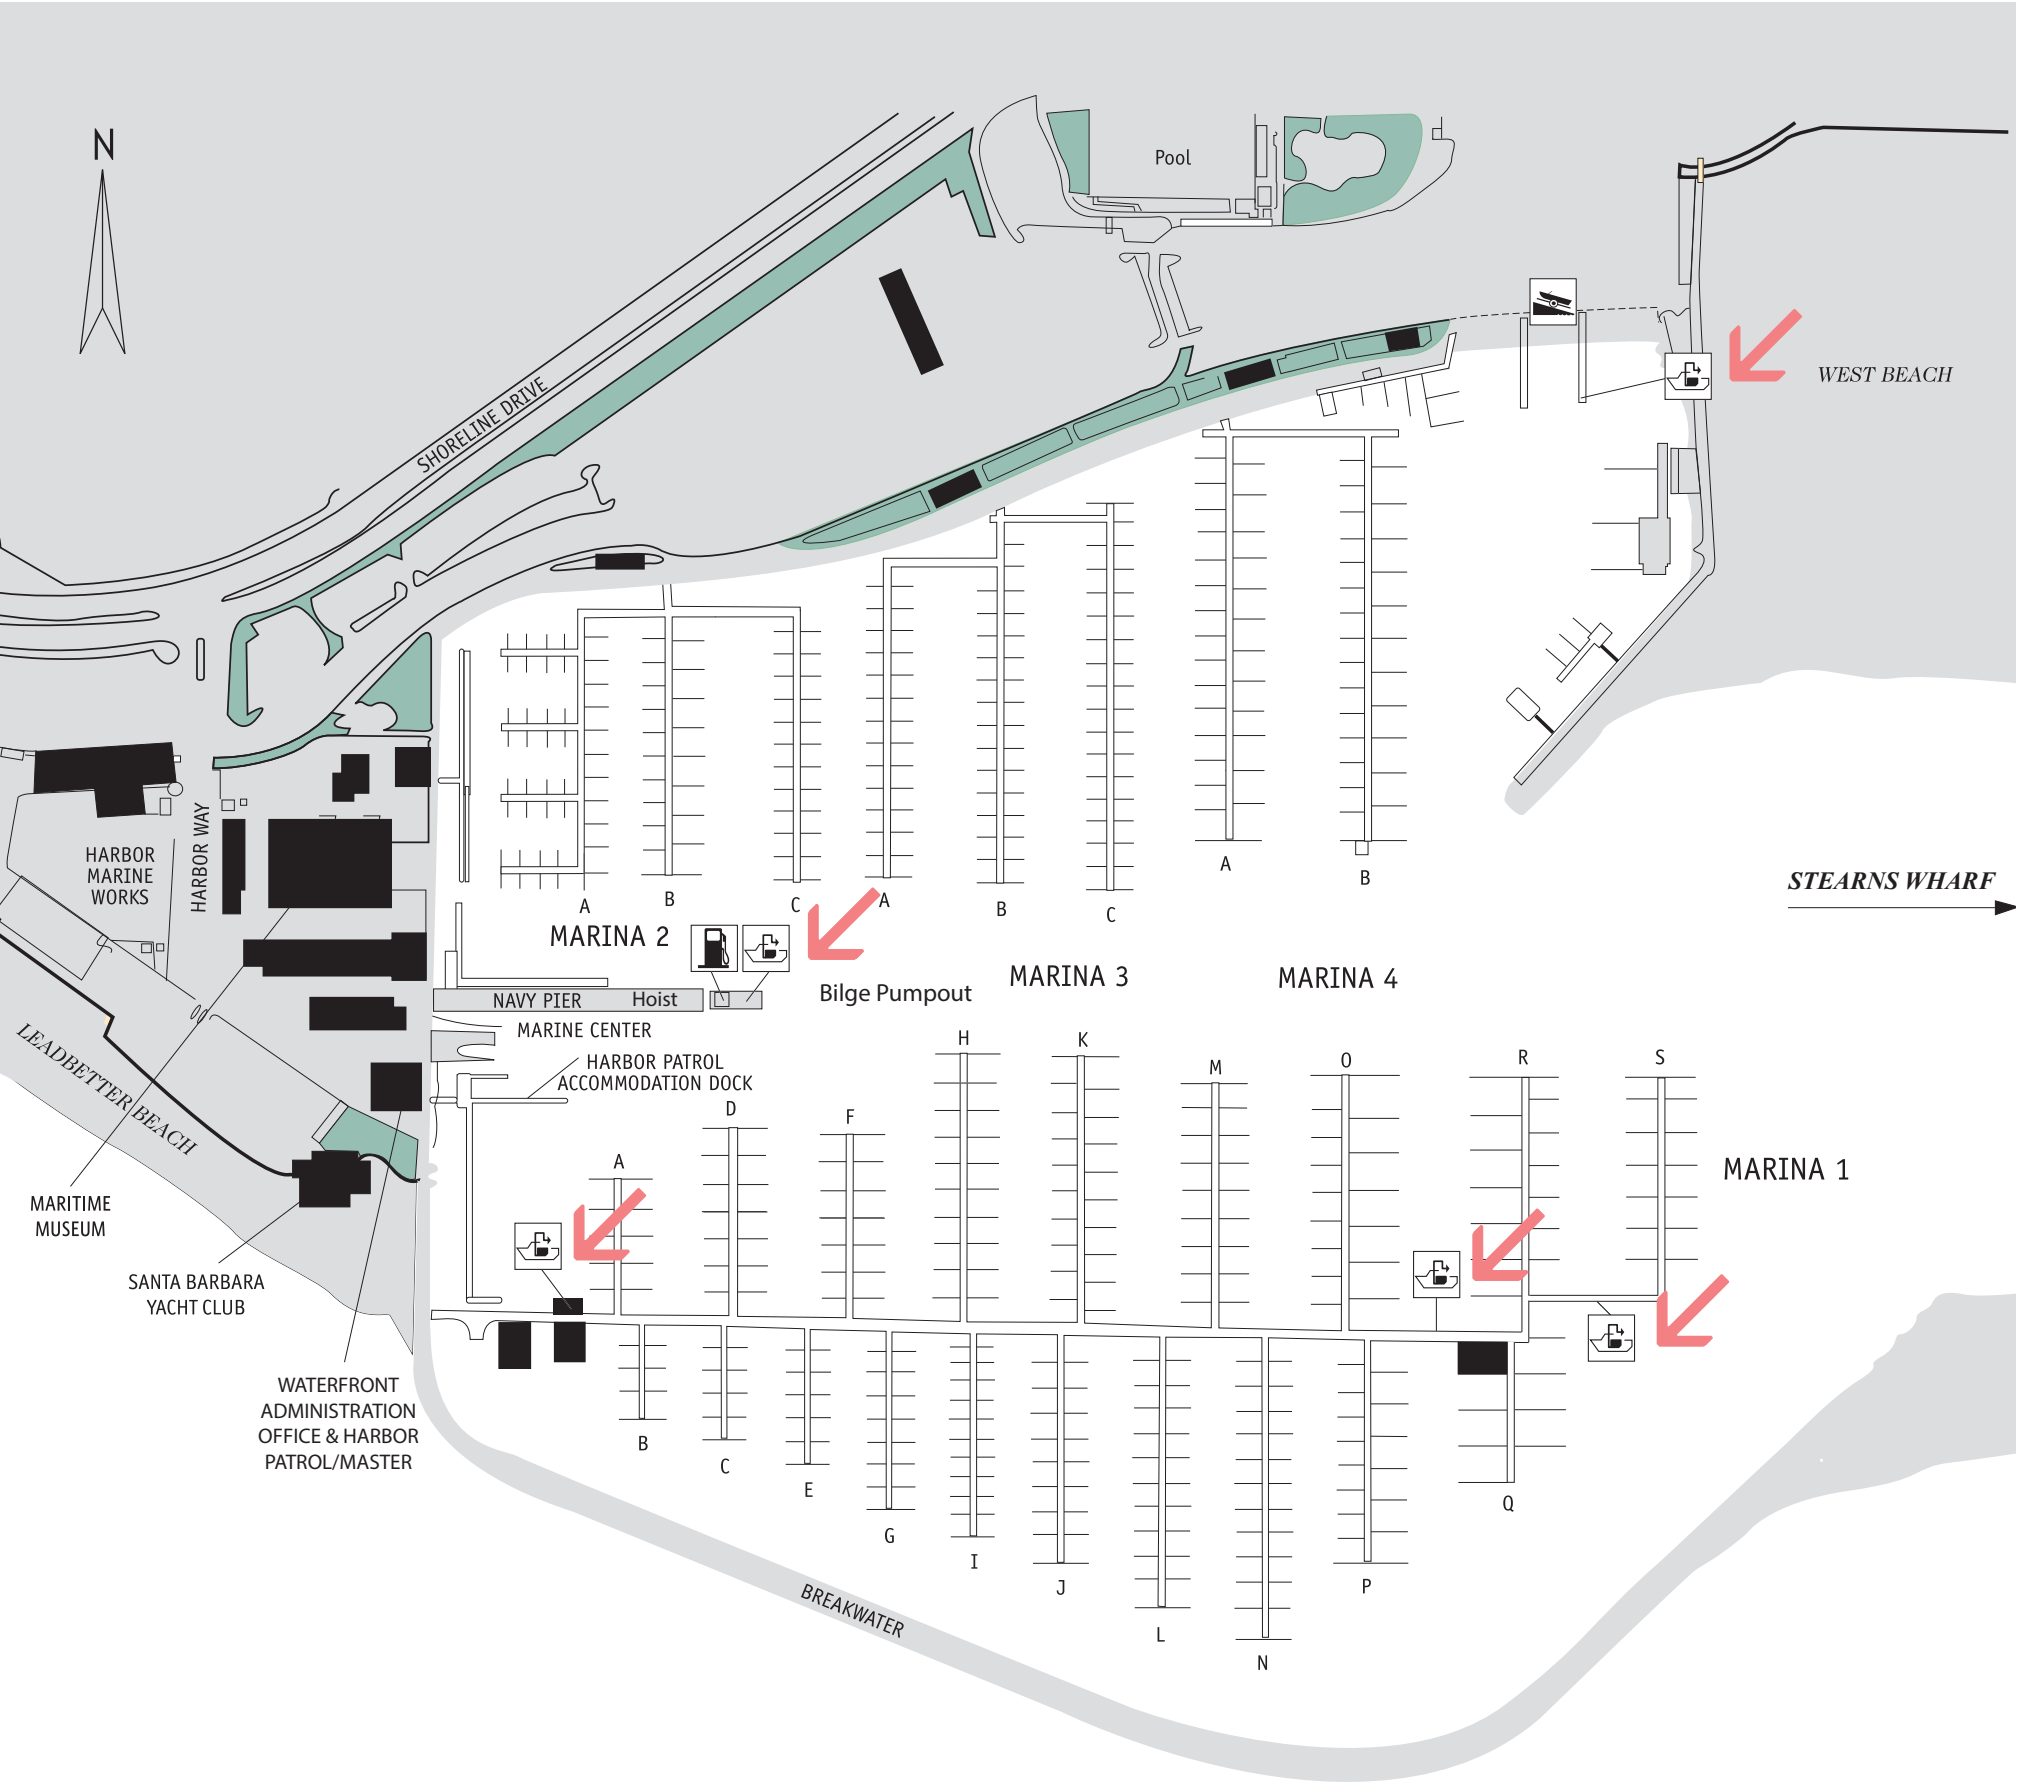 N
Pool
SHORELINE DRIVE
WEST BEACH
HARBOR
MARINE
WORKS
HARBOR WAY
A
B
C
A
B
C
A
B
STEARNS WHARF
MARINA 2
MARINA 3
MARINA 4
NAVY PIER
Hoist
Bilge Pumpout
MARINE CENTER
HARBOR PATROL
ACCOMMODATION DOCK
LEADBETTER BEACH
H
K
M
O
R
S
D
F
A
MARINA 1
MARITIME
MUSEUM
SANTA BARBARA
YACHT CLUB
WATERFRONT
ADMINISTRATION
OFFICE & HARBOR
PATROL/MASTER
B
C
E
G
I
J
L
N
P
Q
BREAKWATER